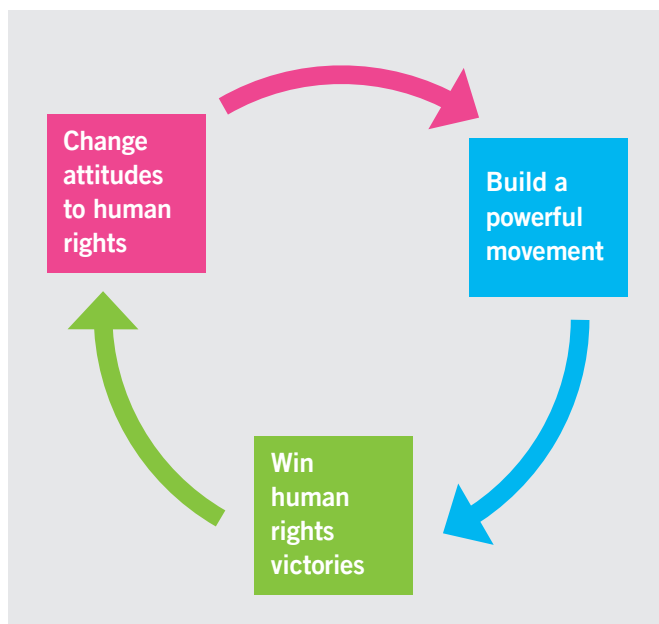 Change
attitudes
to human
rights
Build a
powerful
movement
Win
human
rights
victories